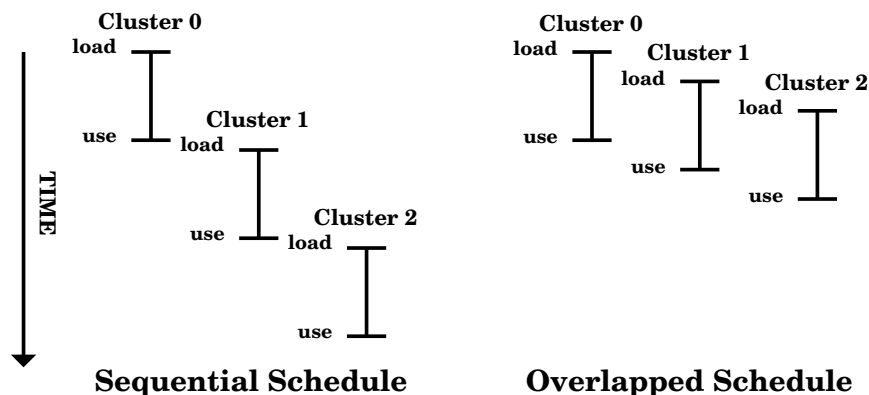 Cluster 0
load
use
Cluster 1
load
use
Cluster 2
load
use
TIME
Sequential Schedule
Cluster 0
load
use
Cluster 1
load
use
Cluster 2
load
use
Overlapped Schedule